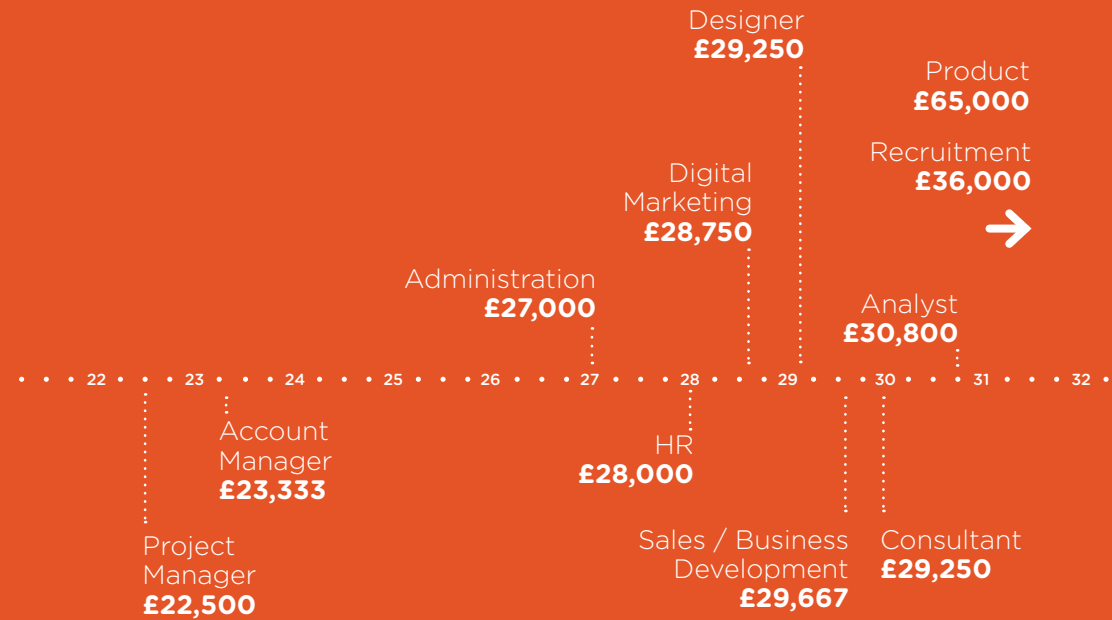 Designer
£29,250
Product
£65,000
Recruitment
£36,000
Digital
Marketing
£28,750
Administration
£27,000
Analyst
£30,800
22 23 24 25 26 27 28 29 30 31 32
Account
Manager
£23,333
HR
£28,000
Project
Manager
£22,500
Sales / Business
Development
£29,667
Consultant
£29,250